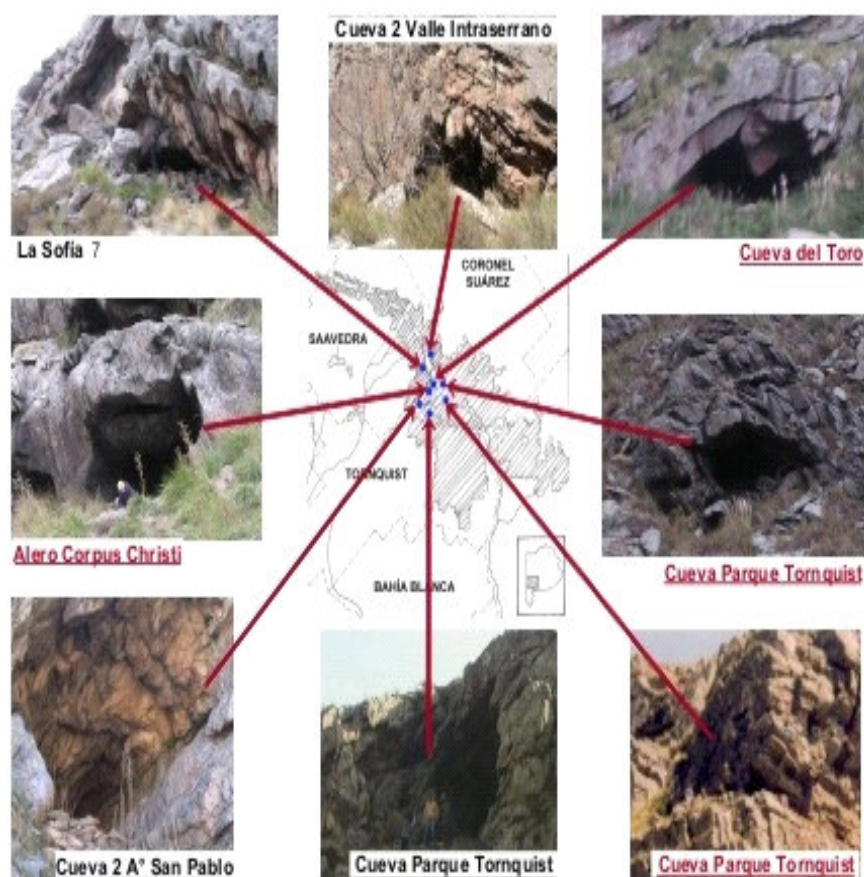 Cueva 2 Valle Intraserrano
La Sofía 7
Cueva del Toro
CORONEL
SUÁREZ
SAAVEDRA
TORNQUIST
BAHÍA BLANCA
Alero Corpus Christi
Cueva Parque Tornquist
Cueva 2 A° San Pablo
Cueva Parque Tornquist
Cueva Parque Tornquist